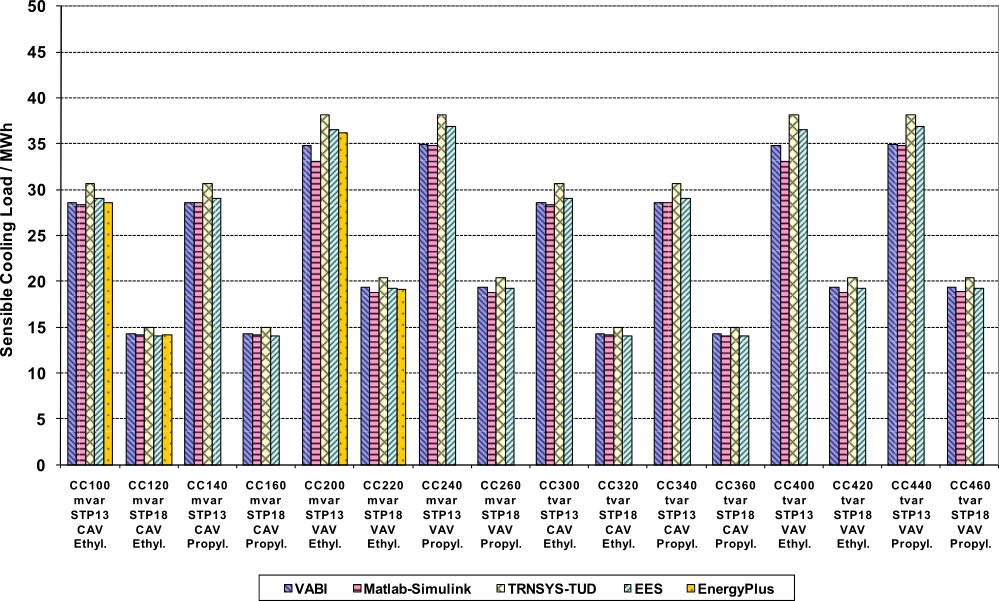 50
45
40
35
30
25
20
15
10
5
0
Sensible Cooling Load / MWh
CC100 CC120 CC140 CC160 CC200 CC220 CC240 CC260 CC300 CC320 CC340 CC360 CC400 CC420 CC440 CC460
mvar mvar mvar mvar mvar mvar mvar mvar tvar tvar tvar tvar tvar tvar tvar tvar
STP13 STP18 STP13 STP18 STP13 STP18 STP13 STP18 STP13 STP18 STP13 STP18 STP13 STP18 STP13 STP18
CAV CAV CAV CAV VAV VAV VAV VAV CAV CAV CAV CAV VAV VAV VAV VAV
Ethyl. Ethyl. Propyl. Propyl. Ethyl. Ethyl. Propyl. Propyl. Ethyl. Ethyl. Propyl. Propyl. Ethyl. Ethyl. Propyl. Propyl.
VABI Matlab-Simulink TRNSYS-TUD EES EnergyPlus